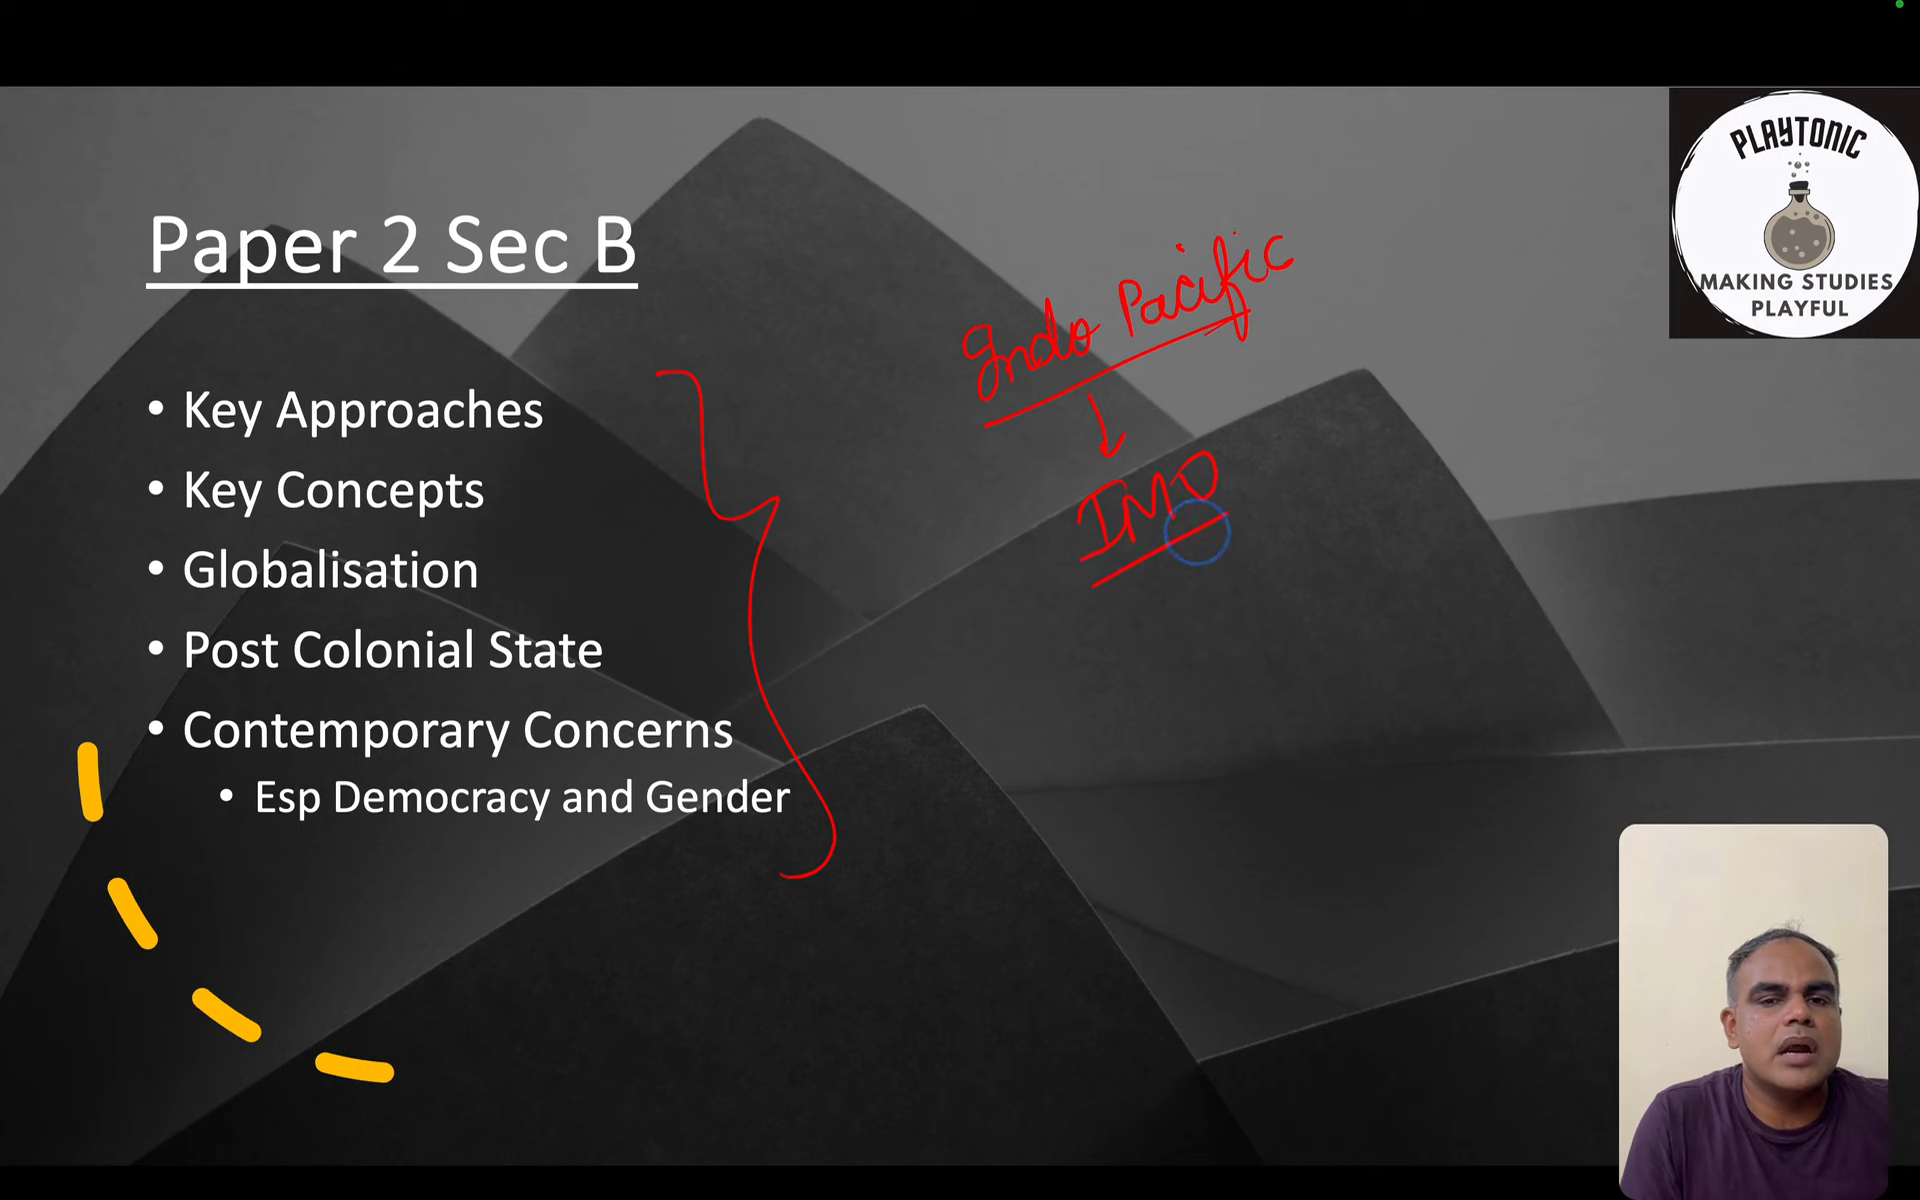 PLAYTONIC
MAKING STUDIES
PLAYFUL
Paper 2 Sec B
Indo Pacific
• Key Approaches
IMO
• Key Concepts
• Globalisation
• Post Colonial State
• Contemporary Concerns
• Esp Democracy and Gender